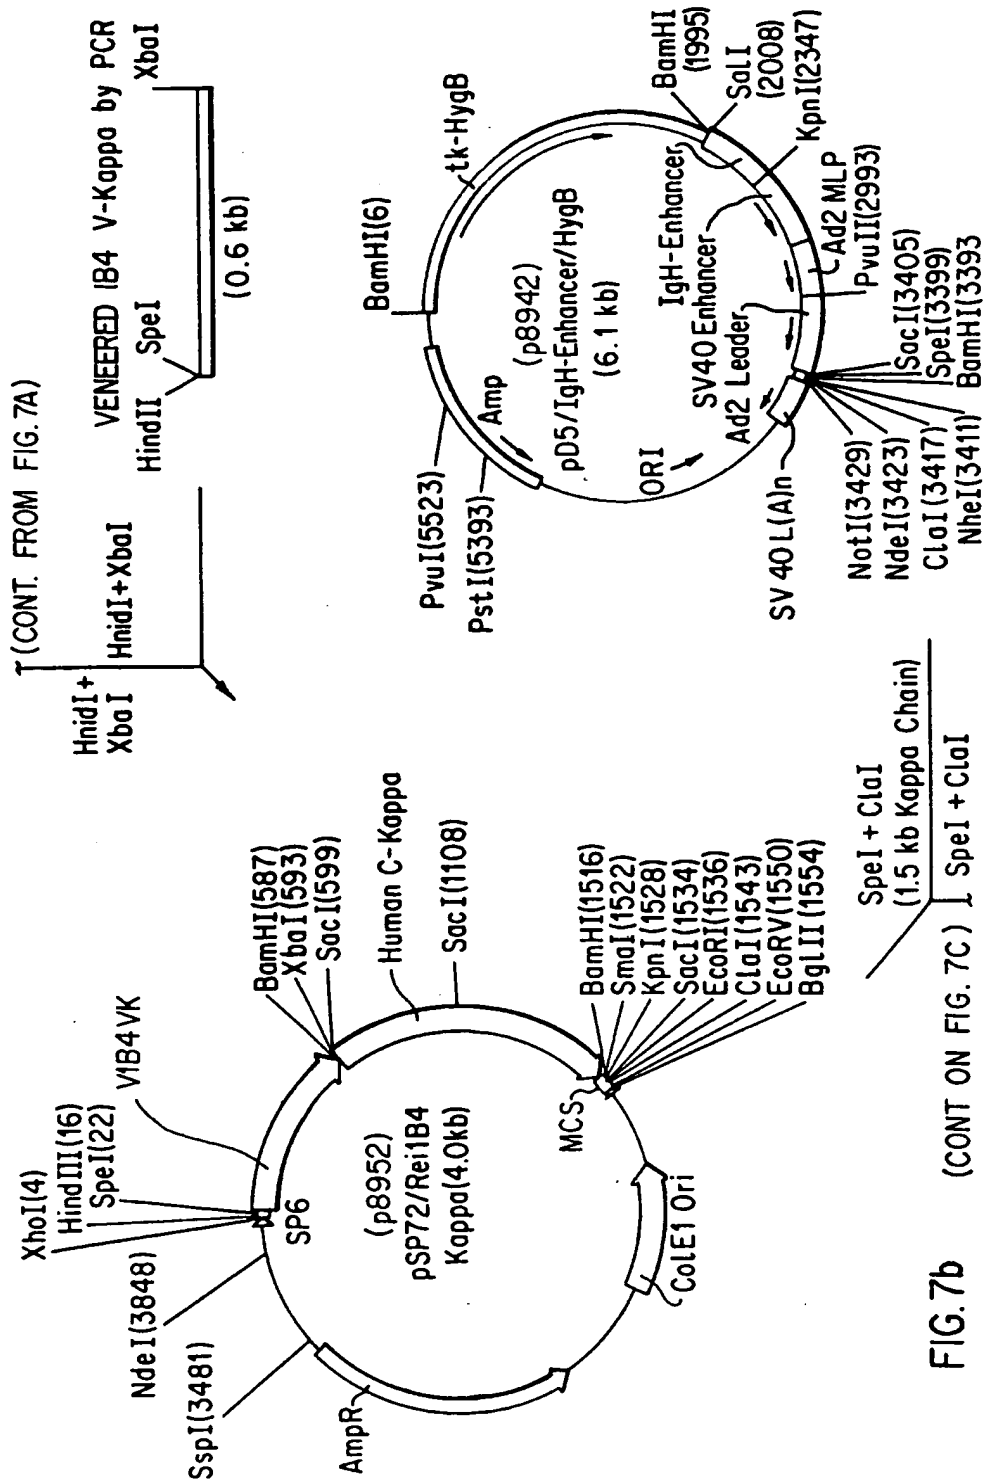 (CONT. FROM FIG. 7A)
HnidI+
XbaI
HnidI+XbaI
HindII
SpeI
VENEERED IB4 V-Kappa by PCR
XbaI
(0.6 kb)
XhoI(4)
HindIII(16)
SpeI(22)
V1B4VK
NdeI(3848)
SspI(3481)
SP6
BamHI(587)
XbaI(593)
SacI(599)
Human C-Kappa
SacI(1108)
(p8952)
pSP72/Rei1B4
Kappa(4.0kb)
AmpR
ColE1 Ori
MCS
BamHI(1516)
SmaI(1522)
KpnI(1528)
SacI(1534)
EcoRI(1536)
ClaI(1543)
EcoRV(1550)
BglII(1554)
BamHI(6)
PvuI(5523)
PstI(5393)
Amp
tk-HygB
(p8942)
pD5/IgH-Enhancer/HygB
(6.1 kb)
BamHI
(1995)
SalI
(2008)
KpnI(2347)
IgH-Enhancer
SV40 Enhancer
Ad2 Leader
Ad2 MLP
PvuII(2993)
ORI
SV40L(A)n
SacI(3405)
SpeI(3399)
BamHI(3393
NotI(3429)
NdeI(3423)
ClaI(3417)
NheI(3411)
SpeI + ClaI
(1.5 kb Kappa Chain)
SpeI + ClaI
(CONT ON FIG. 7C)
FIG. 7b